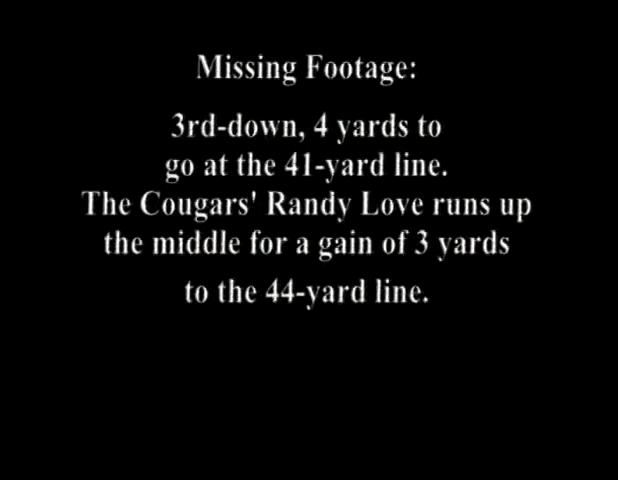 Missing Footage:
3rd-down, 4 yards to
go at the 41-yard line.
The Cougars' Randy Love runs up
the middle for a gain of 3 yards
to the 44-yard line.